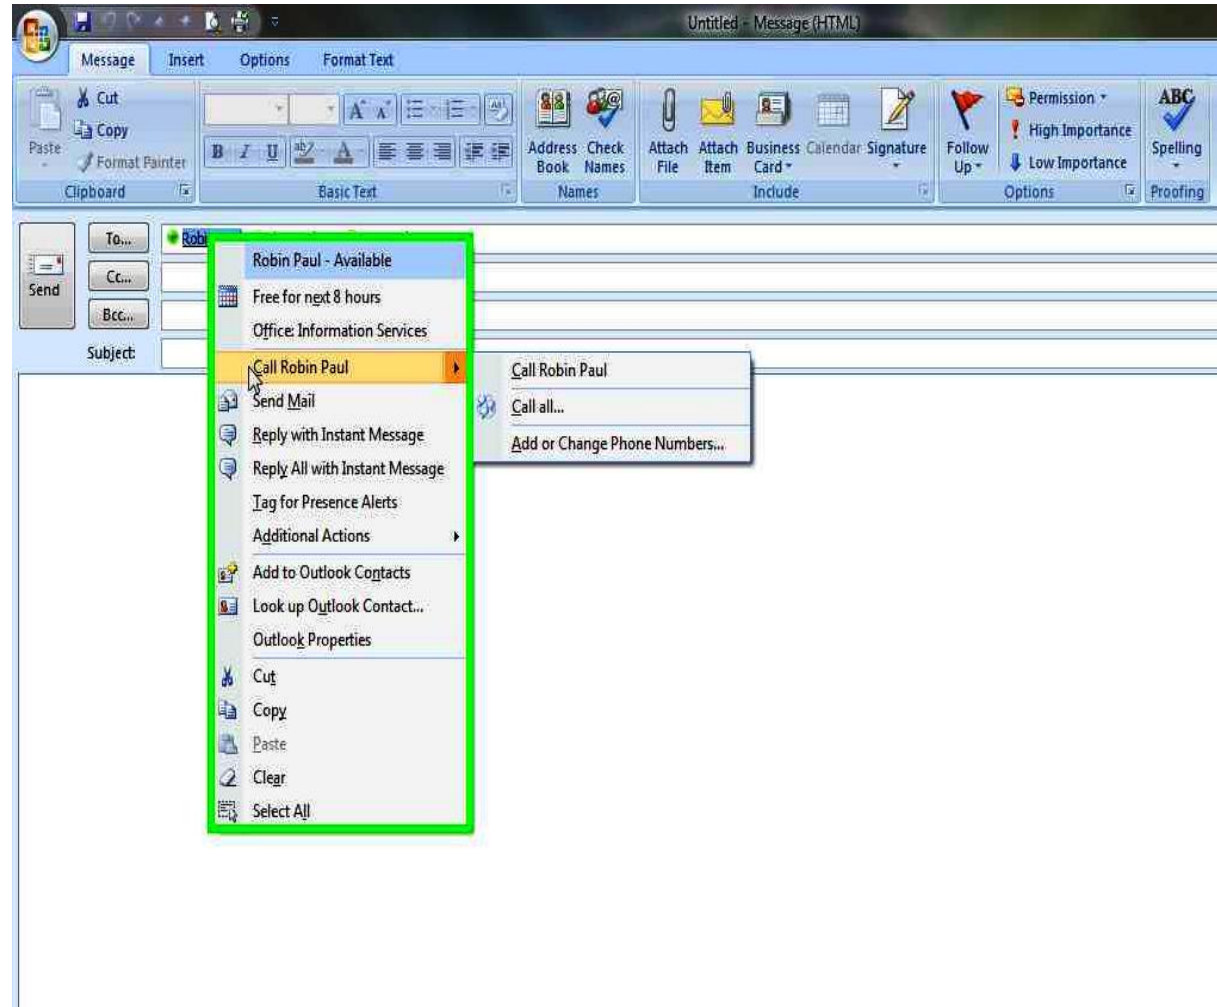 Untitled - Message (HTML)
Message Insert Options Format Text
Paste
Cut
Copy
Format Painter
Clipboard
A A
B I U ab A
Basic Text
Address Book
Check Names
Names
Attach File
Attach Item
Business Card
Calendar
Signature
Include
Follow Up
Permission
High Importance
Low Importance
Options
ABC
Spelling
Proofing
Send
To...
Cc...
Bcc...
Subject:
Robin Paul - Available
Free for next 8 hours
Office: Information Services
Call Robin Paul
Send Mail
Reply with Instant Message
Reply All with Instant Message
Tag for Presence Alerts
Additional Actions
Add to Outlook Contacts
Look up Outlook Contact...
Outlook Properties
Cut
Copy
Paste
Clear
Select All
Call Robin Paul
Call all...
Add or Change Phone Numbers...